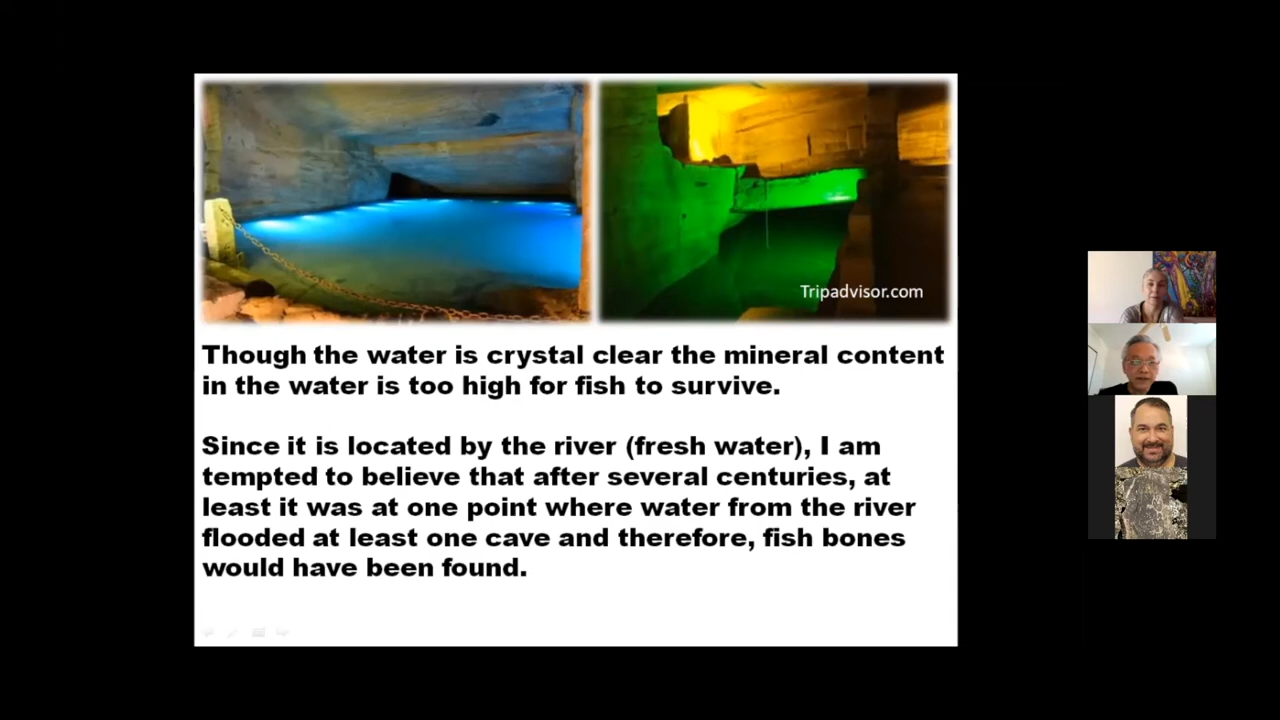 Tripadvisor.com
Though the water is crystal clear the mineral content
in the water is too high for fish to survive.
Since it is located by the river (fresh water), I am
tempted to believe that after several centuries, at
least it was at one point where water from the river
flooded at least one cave and therefore, fish bones
would have been found.